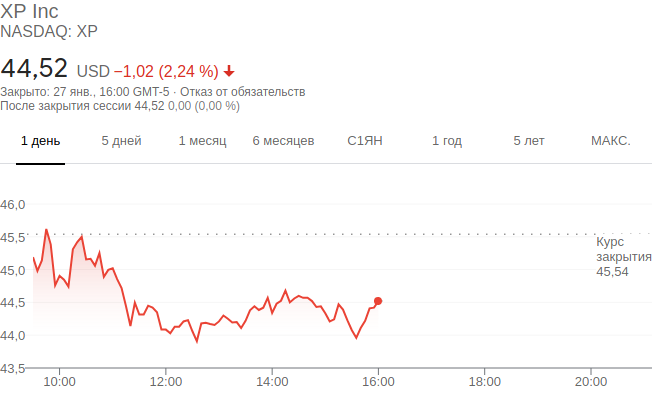 XP Inc
NASDAQ: XP
44,52 USD −1,02 (2,24 %)
Закрыто: 27 янв., 16:00 GMT-5 · Отказ от обязательств
После закрытия сессии 44,52 0,00 (0,00 %)
1 день 5 дней 1 месяц 6 месяцев С1ЯН 1 год 5 лет МАКС.
46,0
45,5
Курс
закрытия
45,54
45,0
44,5
44,0
43,5
10:00 12:00 14:00 16:00 18:00 20:00